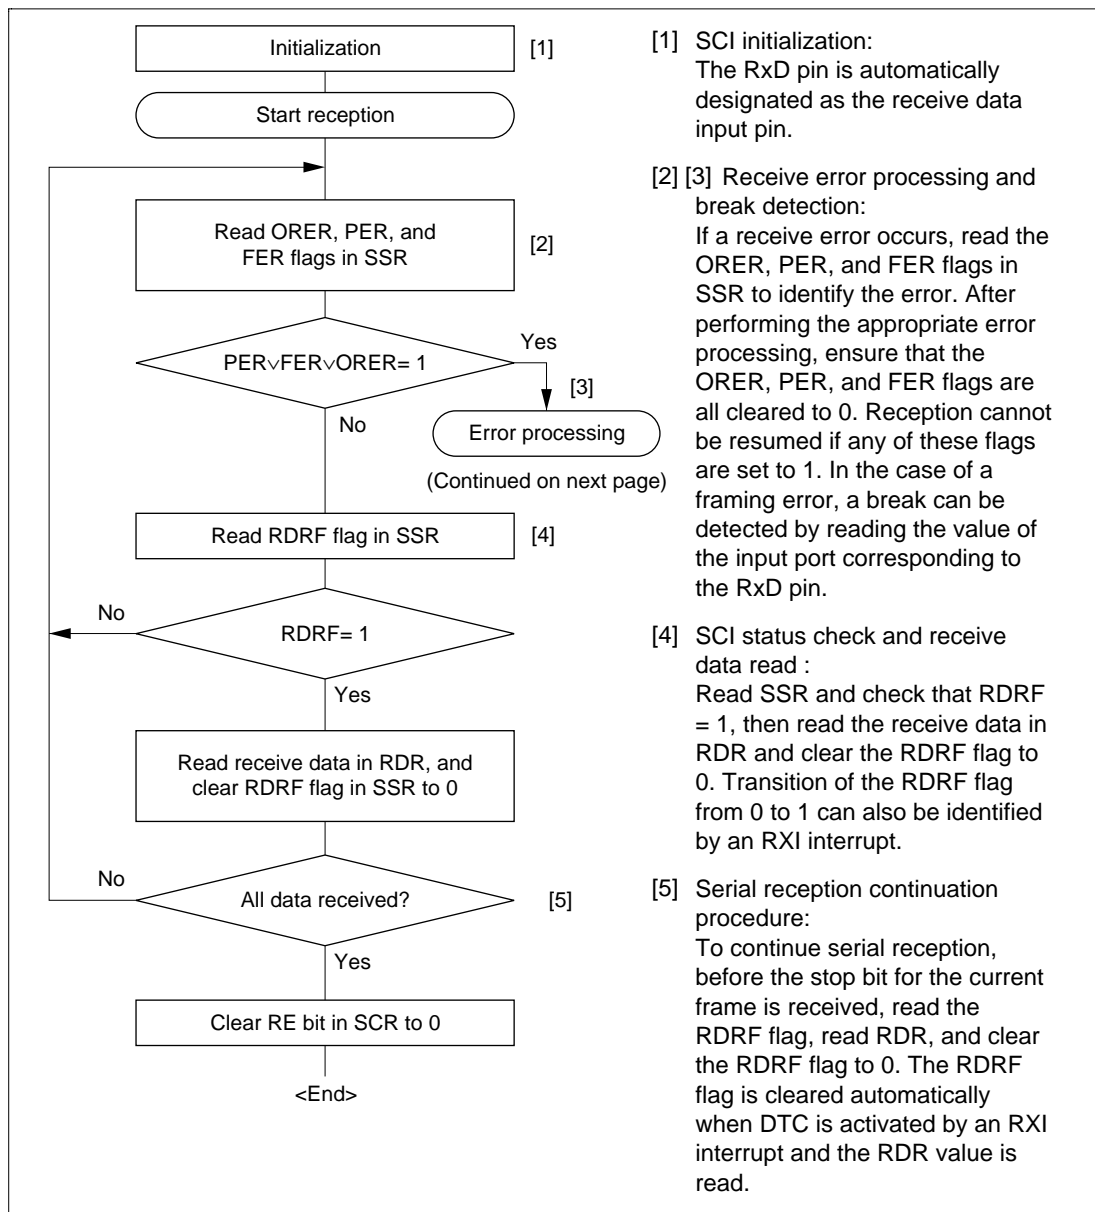 Initialization
[1]
Start reception
Read ORER, PER, and
FER flags in SSR
[2]
PER∨FER∨ORER= 1
Yes
[3]
No
Error processing
(Continued on next page)
Read RDRF flag in SSR
[4]
No
RDRF= 1
Yes
Read receive data in RDR, and
clear RDRF flag in SSR to 0
No
All data received?
[5]
Yes
Clear RE bit in SCR to 0
<End>
[1] SCI initialization:
The RxD pin is automatically
designated as the receive data
input pin.
[2] [3] Receive error processing and
break detection:
If a receive error occurs, read the
ORER, PER, and FER flags in
SSR to identify the error. After
performing the appropriate error
processing, ensure that the
ORER, PER, and FER flags are
all cleared to 0. Reception cannot
be resumed if any of these flags
are set to 1. In the case of a
framing error, a break can be
detected by reading the value of
the input port corresponding to
the RxD pin.
[4] SCI status check and receive
data read :
Read SSR and check that RDRF
= 1, then read the receive data in
RDR and clear the RDRF flag to
0. Transition of the RDRF flag
from 0 to 1 can also be identified
by an RXI interrupt.
[5] Serial reception continuation
procedure:
To continue serial reception,
before the stop bit for the current
frame is received, read the
RDRF flag, read RDR, and clear
the RDRF flag to 0. The RDRF
flag is cleared automatically
when DTC is activated by an RXI
interrupt and the RDR value is
read.